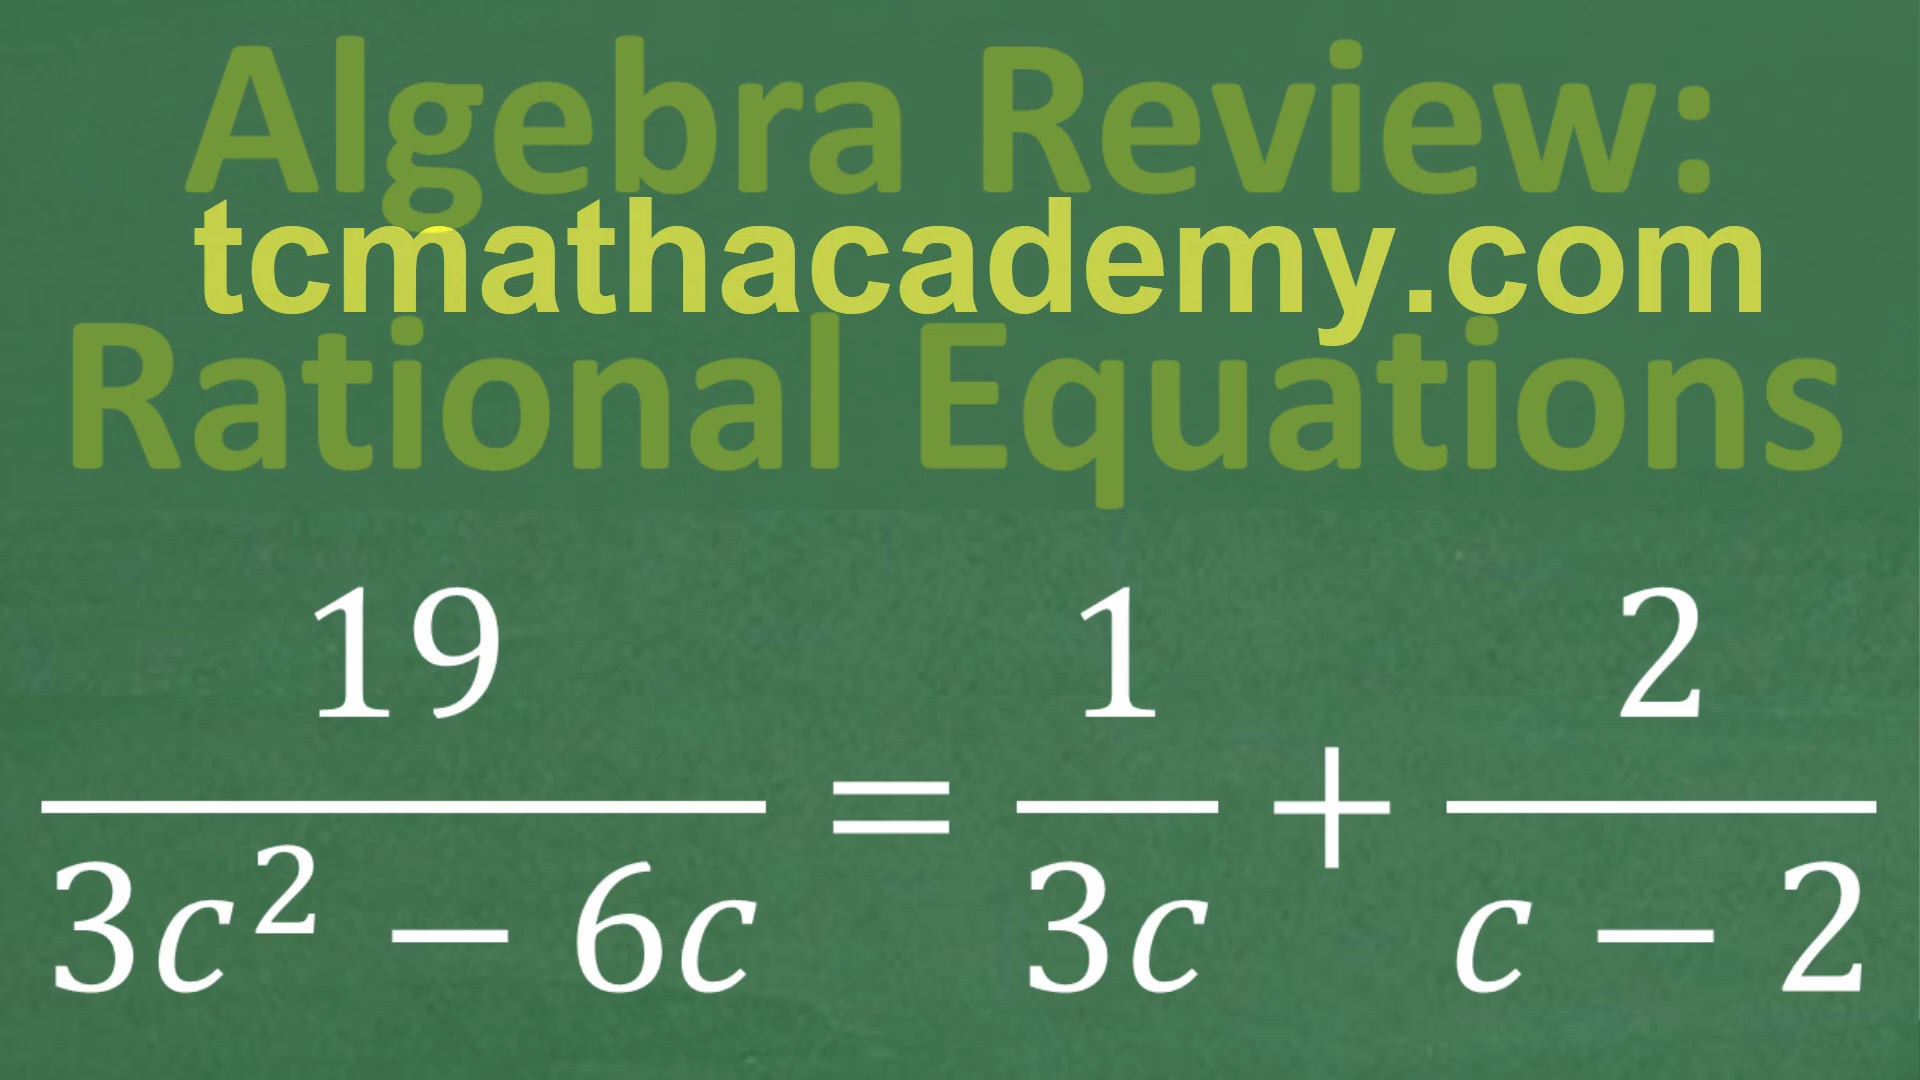 Algebra Review:
tcmathacademy.com
Rational Equations
19/(3c² − 6c) = 1/(3c) + 2/(c − 2)